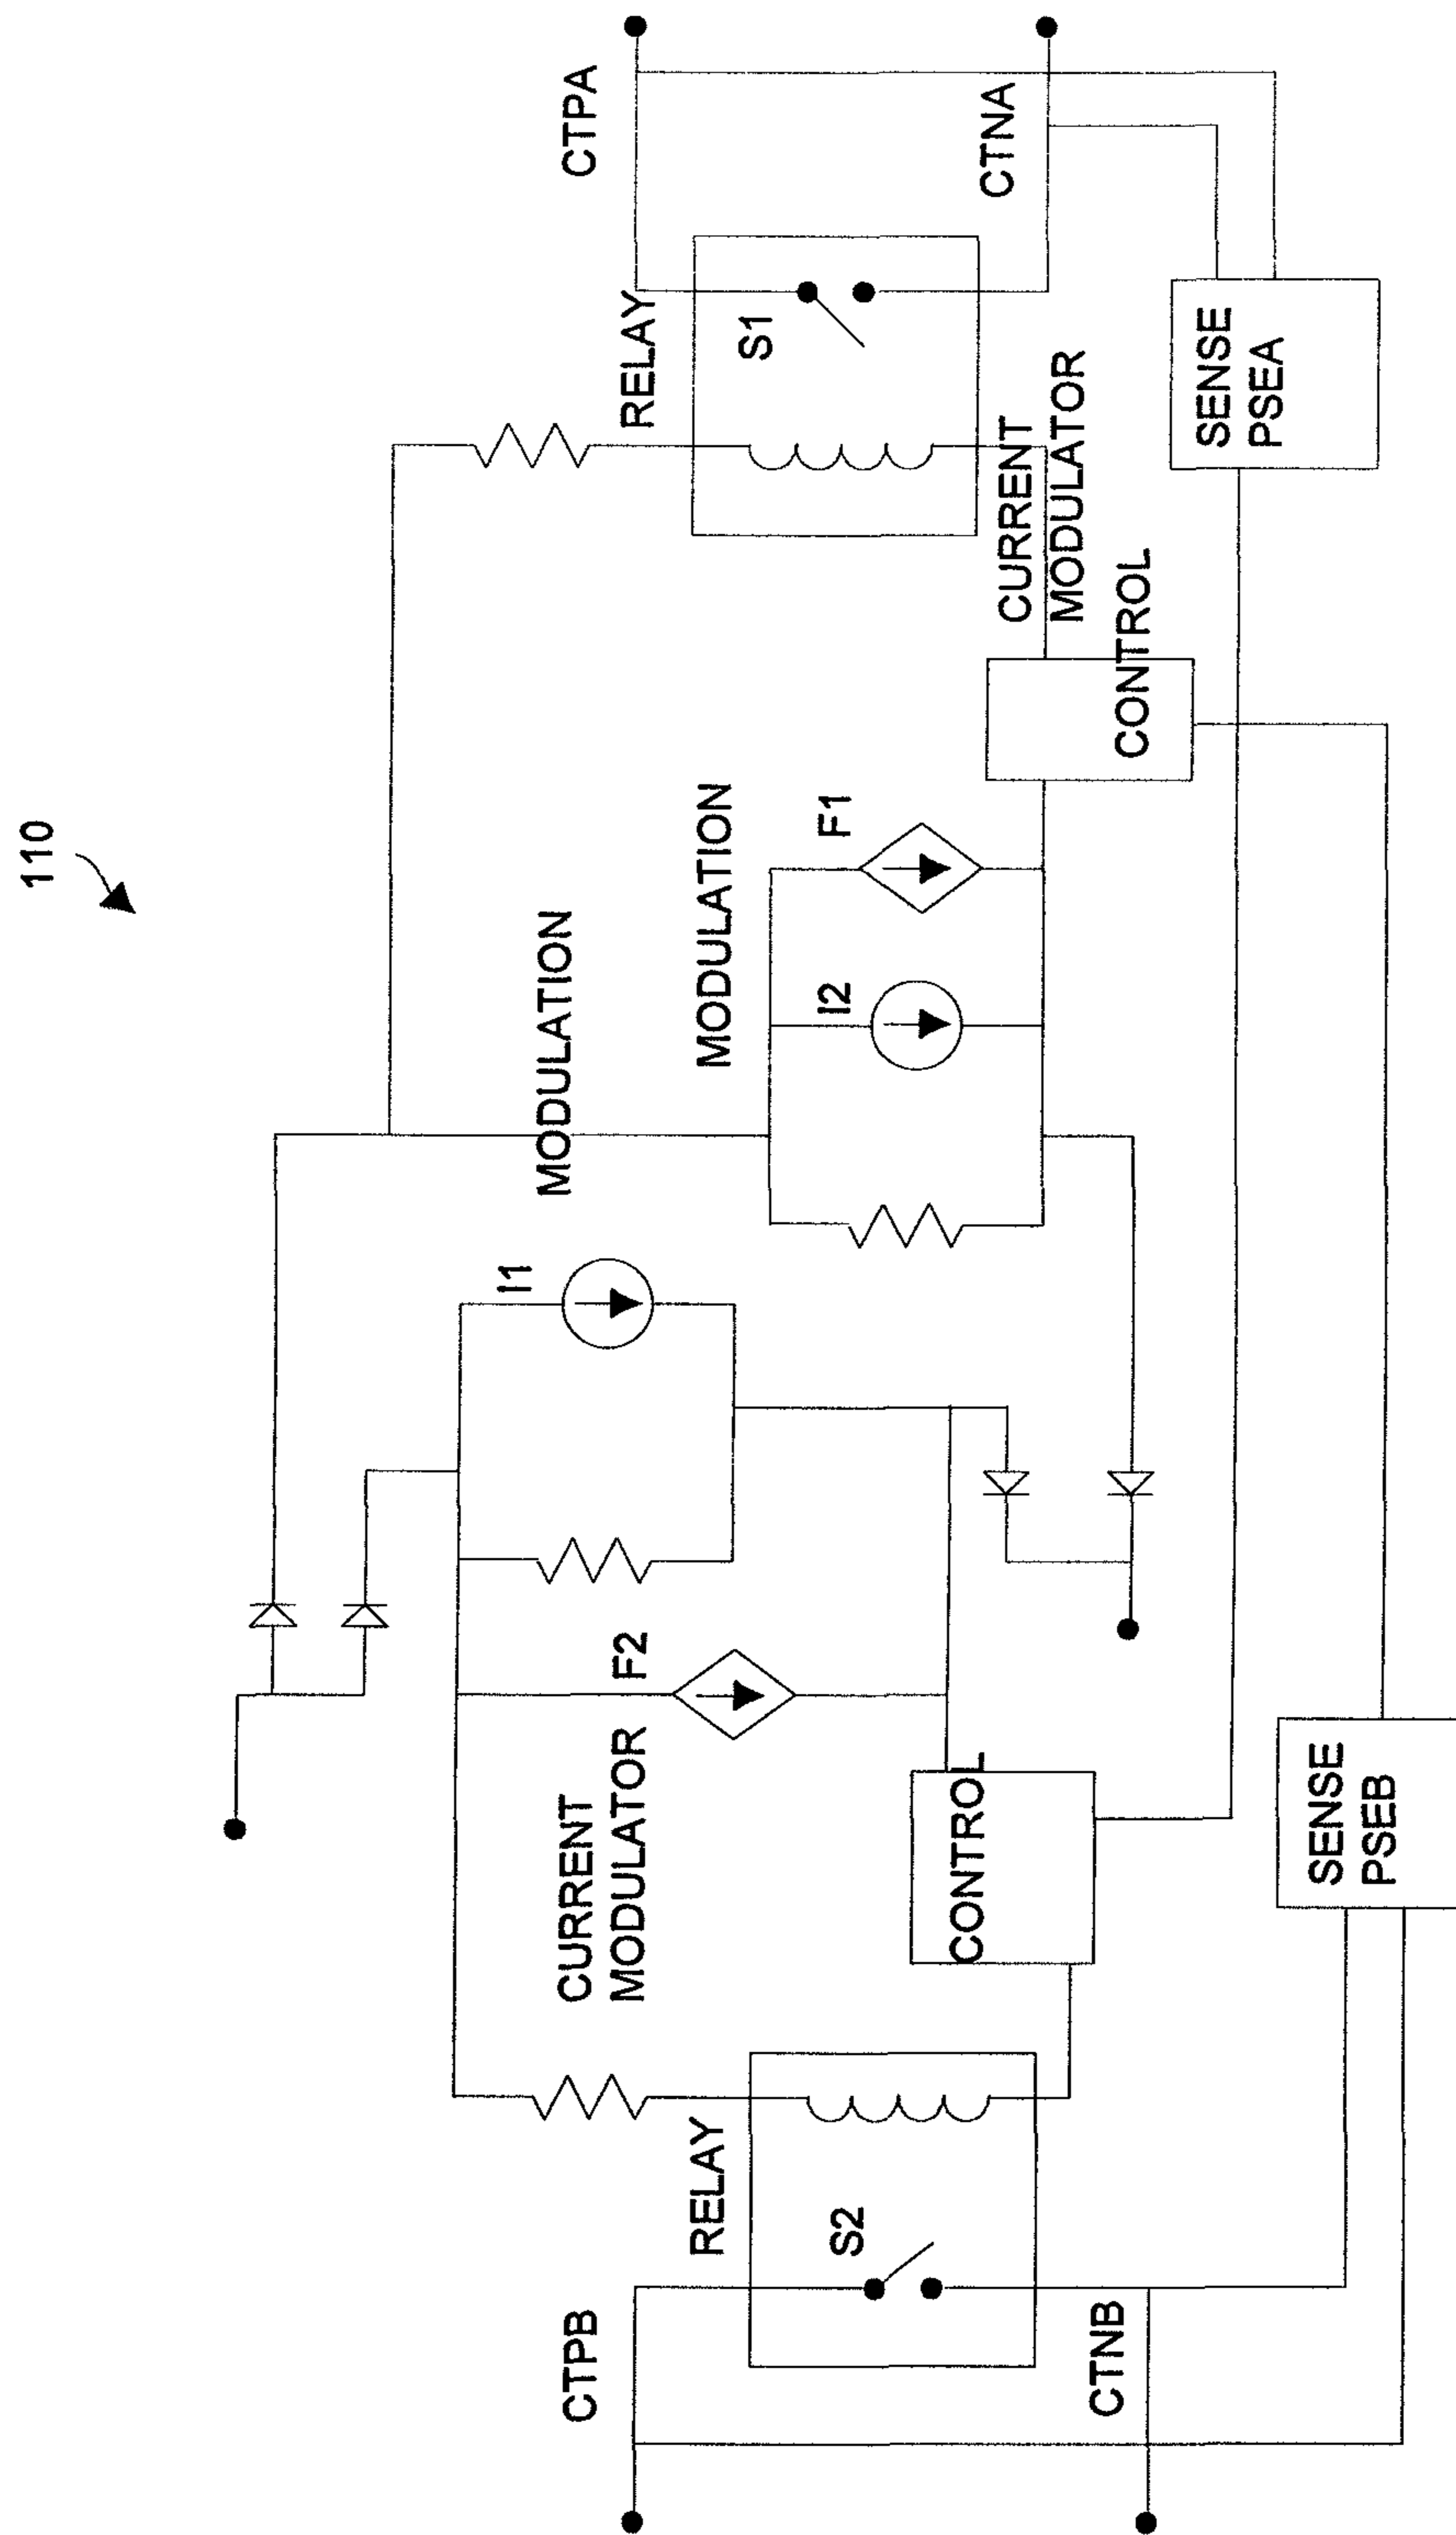 110
CTPA
CTNA
RELAY
S1
SENSE
PSEA
CURRENT
MODULATOR
CONTROL
MODULATION
F1
MODULATION
I2
I1
F2
CURRENT
MODULATOR
CONTROL
SENSE
PSEB
RELAY
S2
CTPB
CTNB